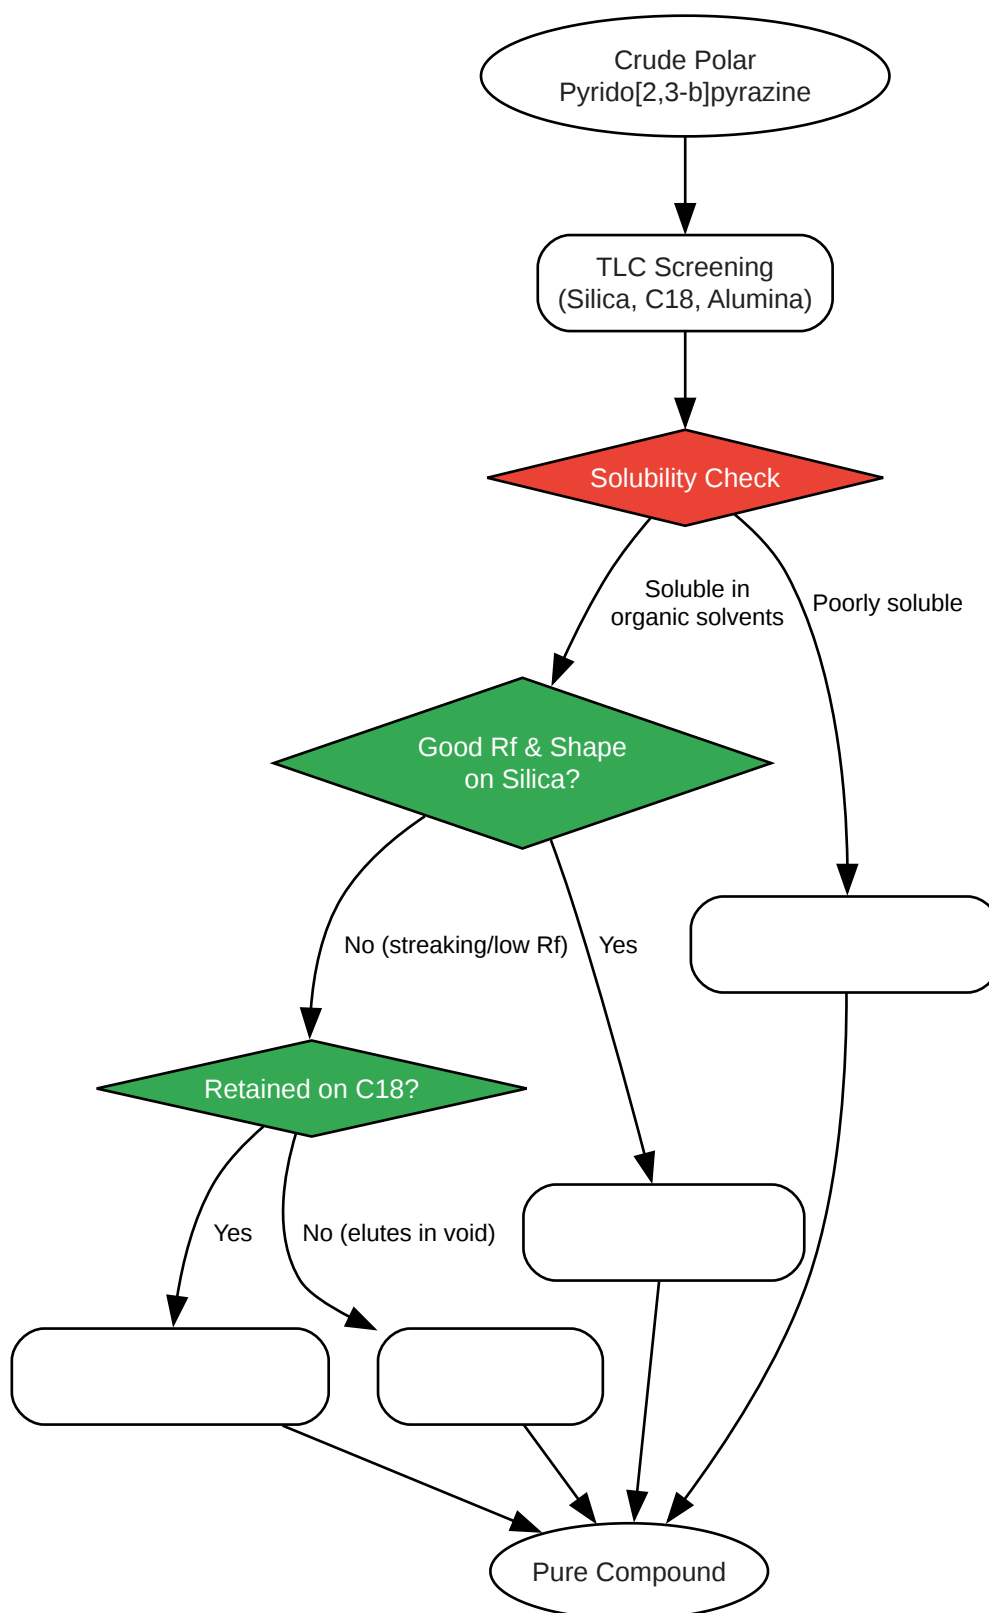 Crude Polar
Pyrido[2,3-b]pyrazine
TLC Screening
(Silica, C18, Alumina)
Solubility Check
Soluble in
organic solvents
Poorly soluble
Good Rf & Shape
on Silica?
No (streaking/low Rf)
Yes
Retained on C18?
Yes
No (elutes in void)
Pure Compound